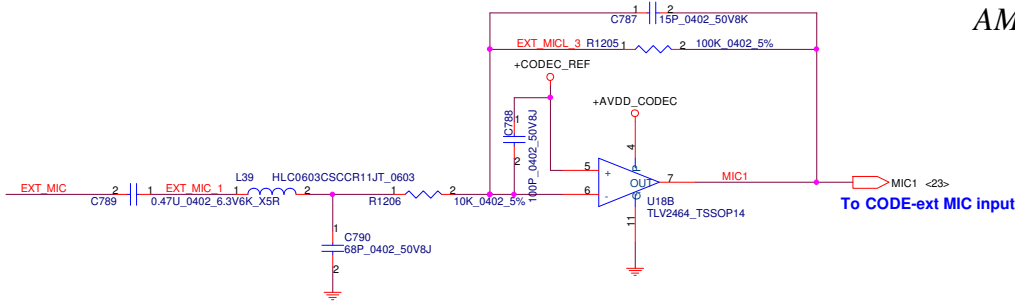 C787
1
2
15P_0402_50V8K
AM
EXT_MICL_3
R1205
1
2
100K_0402_5%
+CODEC_REF
+AVDD_CODEC
C788
1
2
100P_0402_50V8J
4
P
5
+
OUT
7
MIC1
6
-
G
11
U18B
TLV2464_TSSOP14
MIC1 <23>
To CODE-ext MIC input
EXT_MIC
2
1
C789
0.47U_0402_6.3V6K_X5R
EXT_MIC_1
L39
HLC0603CSCCR11JT_0603
1
2
R1206
1
2
10K_0402_5%
C790
1
2
68P_0402_50V8J